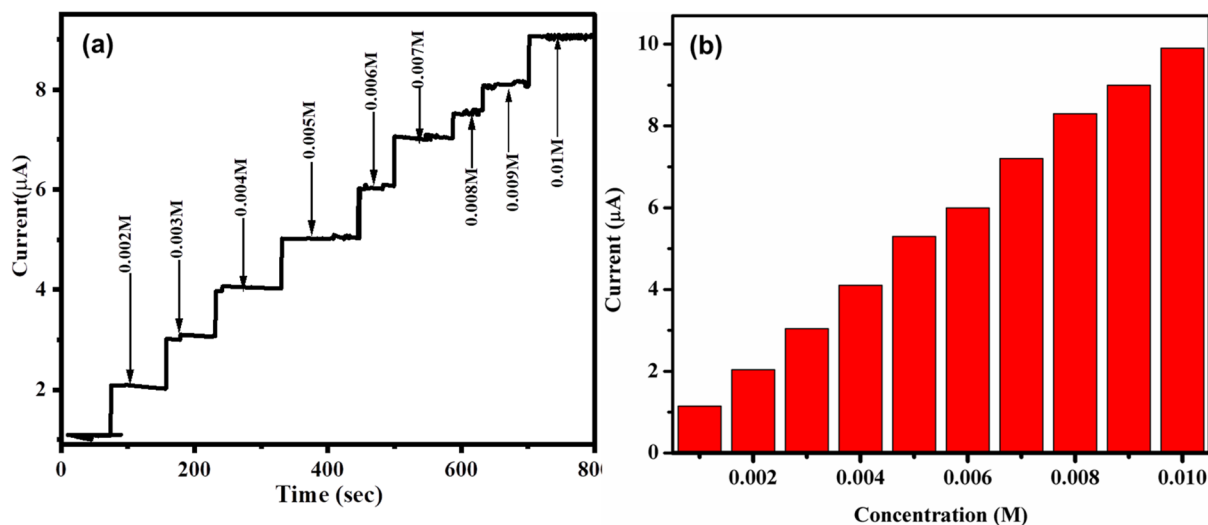 (a)
Current(μA)
8
6
4
2
0.002M
0.003M
0.004M
0.005M
0.006M
0.007M
0.008M
0.009M
0.01M
0 200 400 600 800
Time (sec)
(b)
Current (μA)
10
8
6
4
2
0
0.002 0.004 0.006 0.008 0.010
Concentration (M)